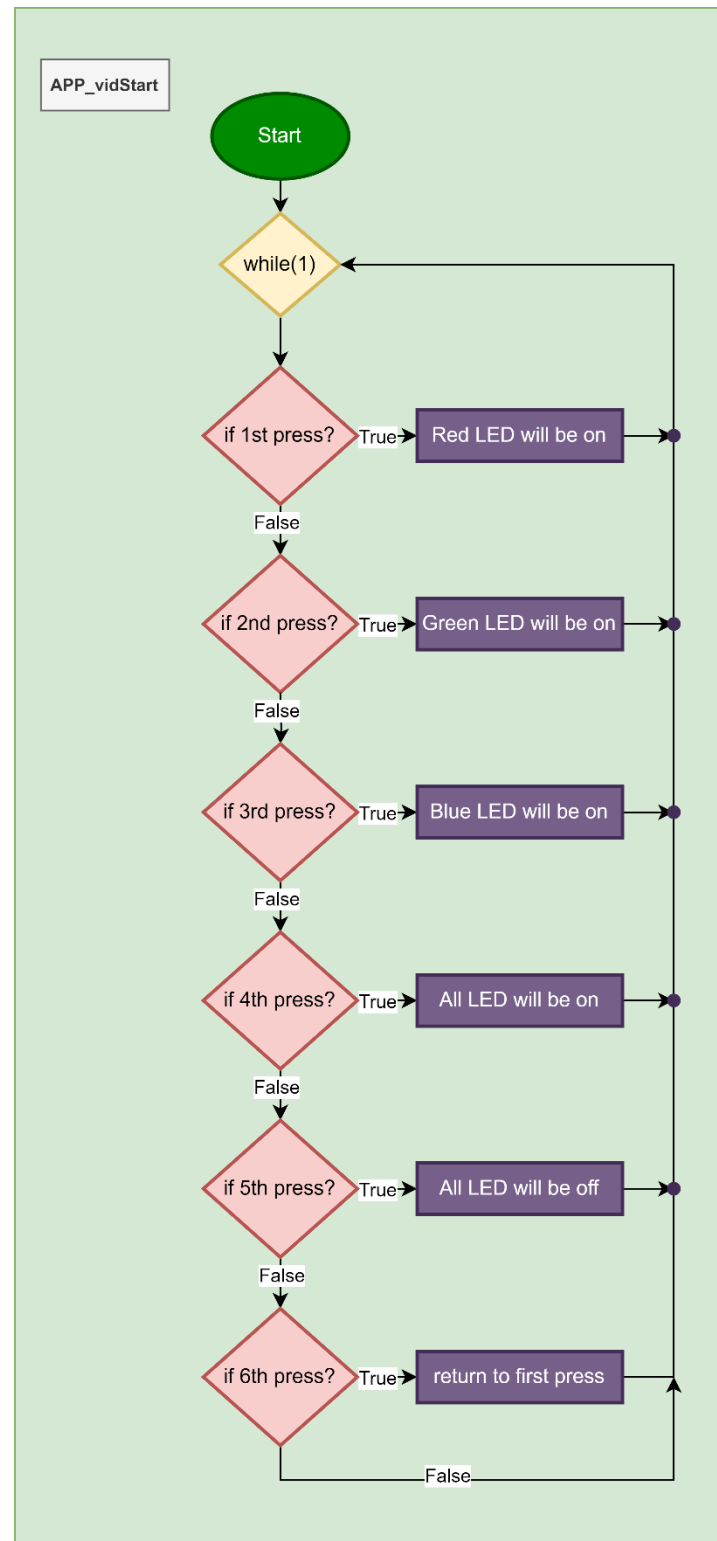 APP_vidStart
Start
while(1)
if 1st press?
True
Red LED will be on
False
if 2nd press?
True
Green LED will be on
False
if 3rd press?
True
Blue LED will be on
False
if 4th press?
True
All LED will be on
False
if 5th press?
True
All LED will be off
False
if 6th press?
True
return to first press
False